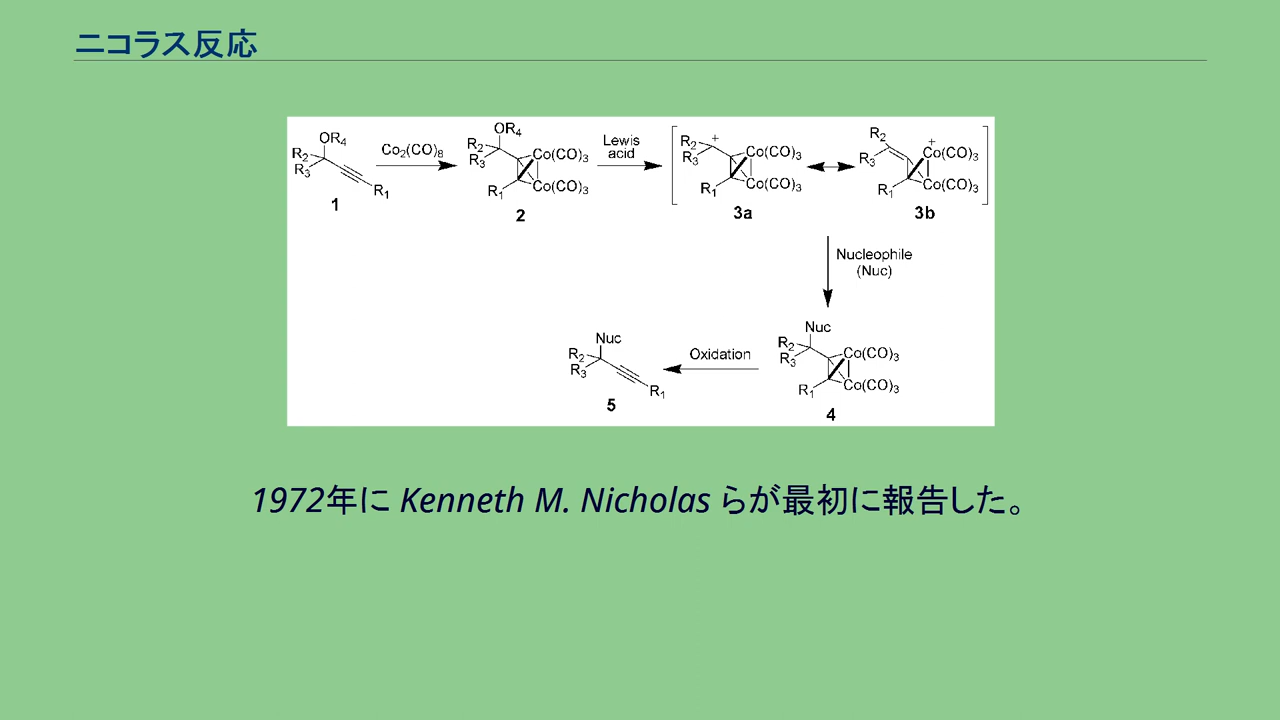 ニコラス反応
OR4
R2
R3
R1
1
Co2(CO)8
OR4
R2
R3
Co(CO)3
R1
Co(CO)3
2
Lewis
acid
R2
+
R3
Co(CO)3
R1
Co(CO)3
3a
R2
+
R3
Co(CO)3
R1
Co(CO)3
3b
Nucleophile
(Nuc)
Nuc
R2
R3
Co(CO)3
R1
Co(CO)3
4
Oxidation
Nuc
R2
R3
R1
5
1972年に Kenneth M. Nicholas らが最初に報告した。